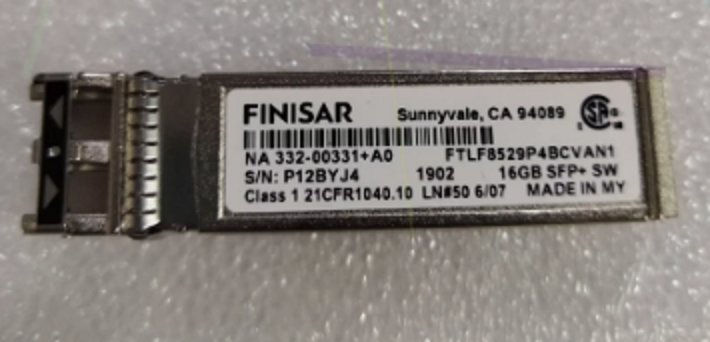 FINISAR Sunnyvale, CA 94089
NA 332-00331+A0 FTLF8529P4BCVAN1
S/N: P12BYJ4 1902 16GB SFP+ SW
Class 1 21CFR1040.10 LN#50 6/07 MADE IN MY